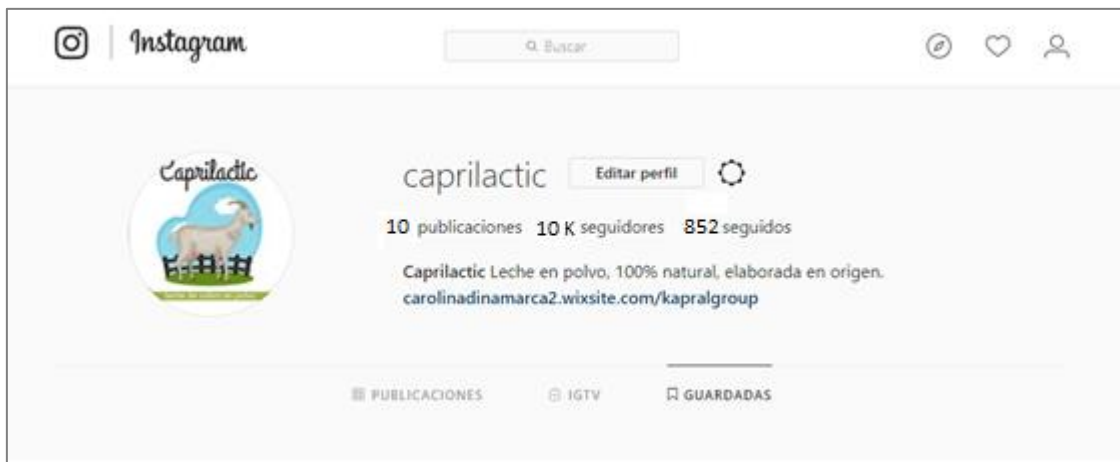 Instagram
Buscar
Caprilactic
caprilactic Editar perfil
10 publicaciones 10 K seguidores 852 seguidos
Caprilactic Leche en polvo, 100% natural, elaborada en origen.
carolinadinamarca2.wixsite.com/kapralgroup
PUBLICACIONES IGTV GUARDADAS